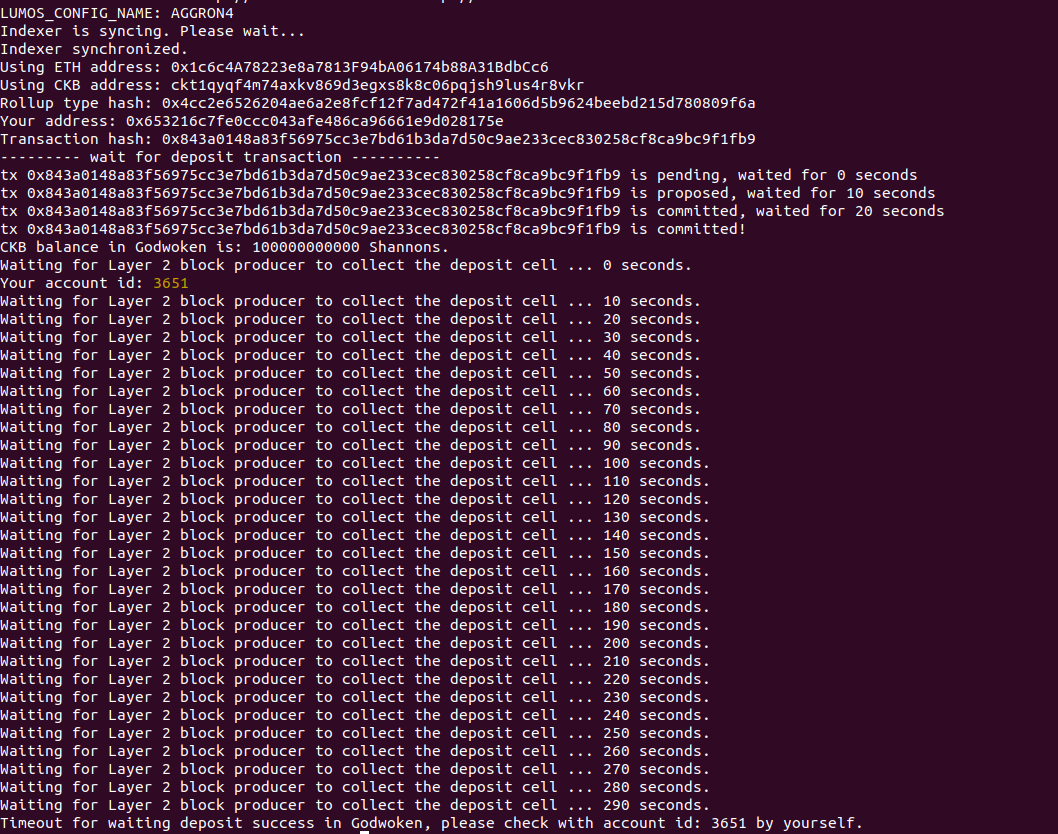 LUMOS_CONFIG_NAME: AGGRON4
Indexer is syncing. Please wait...
Indexer synchronized.
Using ETH address: 0x1c6c4A78223e8a7813F94bA06174b88A31BdbCc6
Using CKB address: ckt1qyqf4m74axkv869d3egxs8k8c06pqjsh9lus4r8vkr
Rollup type hash: 0x4cc2e6526204ae6a2e8fcf12f7ad472f41a1606d5b9624beebd215d780809f6a
Your address: 0x653216c7fe0ccc043afe486ca96661e9d028175e
Transaction hash: 0x843a0148a83f56975cc3e7bd61b3da7d50c9ae233cec830258cf8ca9bc9f1fb9
--------- wait for deposit transaction ----------
tx 0x843a0148a83f56975cc3e7bd61b3da7d50c9ae233cec830258cf8ca9bc9f1fb9 is pending, waited for 0 seconds
tx 0x843a0148a83f56975cc3e7bd61b3da7d50c9ae233cec830258cf8ca9bc9f1fb9 is proposed, waited for 10 seconds
tx 0x843a0148a83f56975cc3e7bd61b3da7d50c9ae233cec830258cf8ca9bc9f1fb9 is committed, waited for 20 seconds
tx 0x843a0148a83f56975cc3e7bd61b3da7d50c9ae233cec830258cf8ca9bc9f1fb9 is committed!
CKB balance in Godwoken is: 100000000000 Shannons.
Waiting for Layer 2 block producer to collect the deposit cell ... 0 seconds.
Your account id: 3651
Waiting for Layer 2 block producer to collect the deposit cell ... 10 seconds.
Waiting for Layer 2 block producer to collect the deposit cell ... 20 seconds.
Waiting for Layer 2 block producer to collect the deposit cell ... 30 seconds.
Waiting for Layer 2 block producer to collect the deposit cell ... 40 seconds.
Waiting for Layer 2 block producer to collect the deposit cell ... 50 seconds.
Waiting for Layer 2 block producer to collect the deposit cell ... 60 seconds.
Waiting for Layer 2 block producer to collect the deposit cell ... 70 seconds.
Waiting for Layer 2 block producer to collect the deposit cell ... 80 seconds.
Waiting for Layer 2 block producer to collect the deposit cell ... 90 seconds.
Waiting for Layer 2 block producer to collect the deposit cell ... 100 seconds.
Waiting for Layer 2 block producer to collect the deposit cell ... 110 seconds.
Waiting for Layer 2 block producer to collect the deposit cell ... 120 seconds.
Waiting for Layer 2 block producer to collect the deposit cell ... 130 seconds.
Waiting for Layer 2 block producer to collect the deposit cell ... 140 seconds.
Waiting for Layer 2 block producer to collect the deposit cell ... 150 seconds.
Waiting for Layer 2 block producer to collect the deposit cell ... 160 seconds.
Waiting for Layer 2 block producer to collect the deposit cell ... 170 seconds.
Waiting for Layer 2 block producer to collect the deposit cell ... 180 seconds.
Waiting for Layer 2 block producer to collect the deposit cell ... 190 seconds.
Waiting for Layer 2 block producer to collect the deposit cell ... 200 seconds.
Waiting for Layer 2 block producer to collect the deposit cell ... 210 seconds.
Waiting for Layer 2 block producer to collect the deposit cell ... 220 seconds.
Waiting for Layer 2 block producer to collect the deposit cell ... 230 seconds.
Waiting for Layer 2 block producer to collect the deposit cell ... 240 seconds.
Waiting for Layer 2 block producer to collect the deposit cell ... 250 seconds.
Waiting for Layer 2 block producer to collect the deposit cell ... 260 seconds.
Waiting for Layer 2 block producer to collect the deposit cell ... 270 seconds.
Waiting for Layer 2 block producer to collect the deposit cell ... 280 seconds.
Waiting for Layer 2 block producer to collect the deposit cell ... 290 seconds.
Timeout for waiting deposit success in Godwoken, please check with account id: 3651 by yourself.